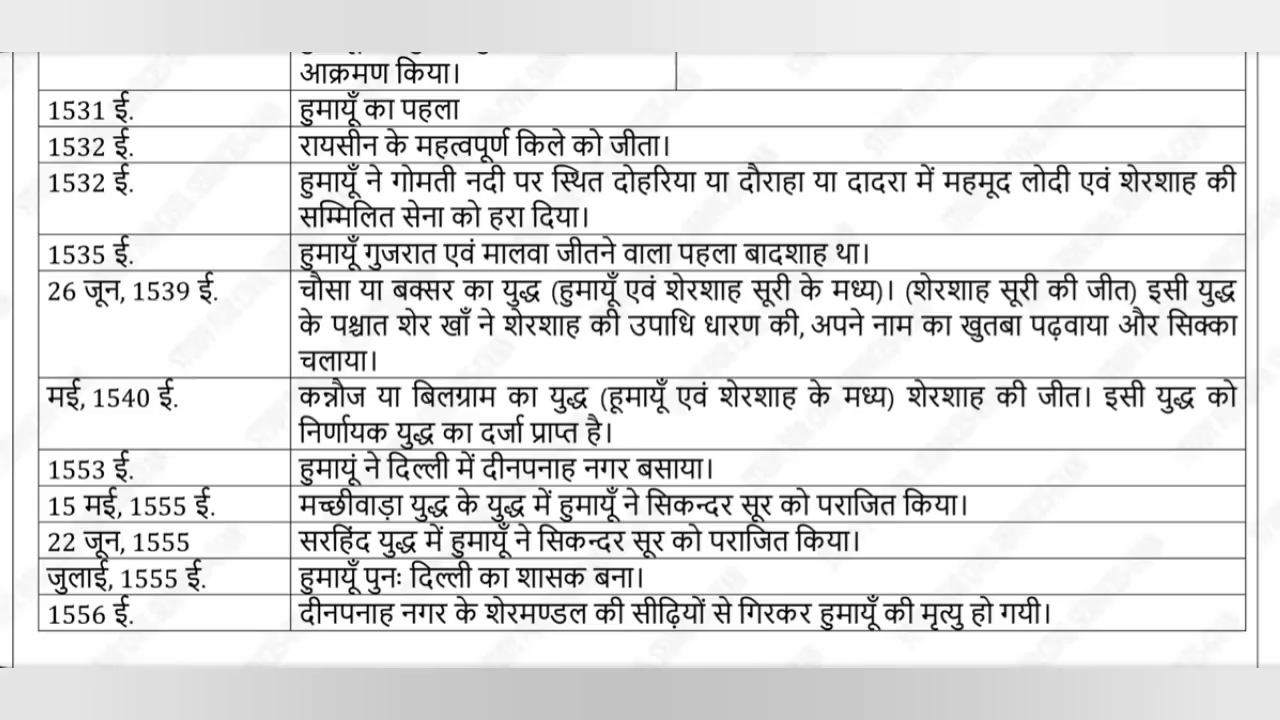 आक्रमण किया।
1531 ई. हुमायूँ का पहला
1532 ई. रायसीन के महत्वपूर्ण किले को जीता।
1532 ई. हुमायूँ ने गोमती नदी पर स्थित दोहरिया या दौराहा या दादरा में महमूद लोदी एवं शेरशाह की
सम्मिलित सेना को हरा दिया।
1535 ई. हुमायूँ गुजरात एवं मालवा जीतने वाला पहला बादशाह था।
26 जून, 1539 ई. चौसा या बक्सर का युद्ध (हुमायूँ एवं शेरशाह सूरी के मध्य)। (शेरशाह सूरी की जीत) इसी युद्ध
के पश्चात शेर खाँ ने शेरशाह की उपाधि धारण की, अपने नाम का खुतबा पढ़वाया और सिक्का
चलाया।
मई, 1540 ई. कन्नौज या बिलग्राम का युद्ध (हूमायूँ एवं शेरशाह के मध्य) शेरशाह की जीत। इसी युद्ध को
निर्णायक युद्ध का दर्जा प्राप्त है।
1553 ई. हुमायूं ने दिल्ली में दीनपनाह नगर बसाया।
15 मई, 1555 ई. मच्छीवाड़ा युद्ध के युद्ध में हुमायूँ ने सिकन्दर सूर को पराजित किया।
22 जून, 1555 सरहिंद युद्ध में हुमायूँ ने सिकन्दर सूर को पराजित किया।
जुलाई, 1555 ई. हुमायूँ पुनः दिल्ली का शासक बना।
1556 ई. दीनपनाह नगर के शेरमण्डल की सीढ़ियों से गिरकर हुमायूँ की मृत्यु हो गयी।